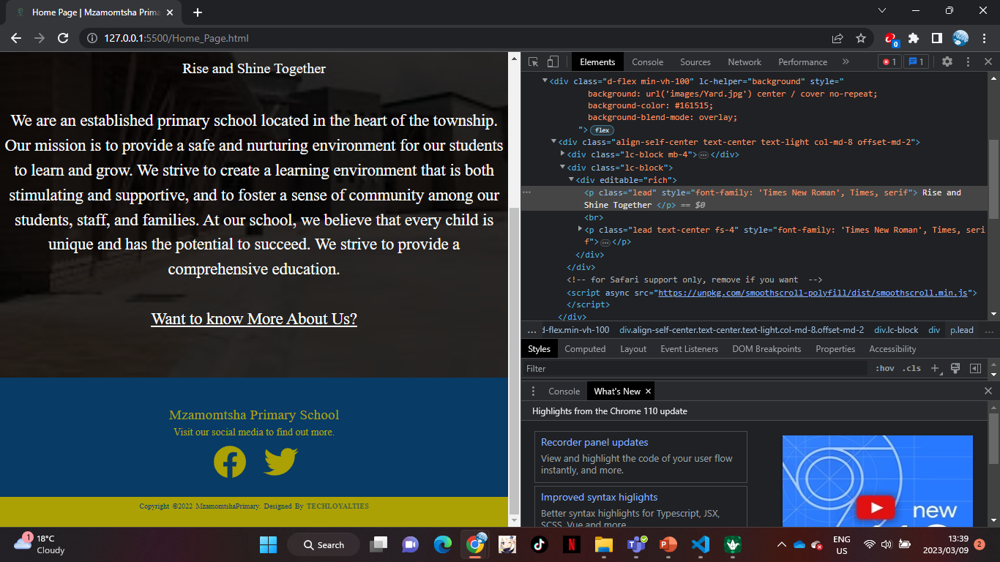 Home Page | Mzamomtsha Prima
127.0.0.1:5500/Home_Page.html
0
Rise and Shine Together
We are an established primary school located in the heart of the township.
Our mission is to provide a safe and nurturing environment for our students
to learn and grow. We strive to create a learning environment that is both
stimulating and supportive, and to foster a sense of community among our
students, staff, and families. At our school, we believe that every child is
unique and has the potential to succeed. We strive to provide a
comprehensive education.
Want to know More About Us?
Mzamomtsha Primary School
Visit our social media to find out more.
Copyright ©2022 MzamomtshaPrimary. Designed By TECHLOYALTIES
Elements Console Sources Network Performance » 1 1
<div class="d-flex min-vh-100" lc-helper="background" style="
background: url('images/Yard.jpg') center / cover no-repeat;
background-color: #161515;
background-blend-mode: overlay;
"> flex
<div class="align-self-center text-center text-light col-md-8 offset-md-2">
<div class="lc-block mb-4">…</div>
<div class="lc-block">
<div editable="rich">
… <p class="lead" style="font-family: 'Times New Roman', Times, serif"> Rise and
Shine Together </p> == $0
<br>
<p class="lead text-center fs-4" style="font-family: 'Times New Roman', Times, seri
f">…</p>
</div>
</div>
<!-- for Safari support only, remove if you want  -->
<script async src="https://unpkg.com/smoothscroll-polyfill/dist/smoothscroll.min.js">
</script>
</div>
… d-flex.min-vh-100 div.align-self-center.text-center.text-light.col-md-8.offset-md-2 div.lc-block div p.lead …
Styles Computed Layout Event Listeners DOM Breakpoints Properties Accessibility
Filter :hov .cls +
Console What's New ×
Highlights from the Chrome 110 update
Recorder panel updates
View and highlight the code of your user flow
instantly, and more.
Improved syntax higlights
Better syntax highlights for Typescript, JSX,
SCSS, Vue and more
new
1
18°C
Cloudy
Search
ENG
US
13:39
2023/03/09
2